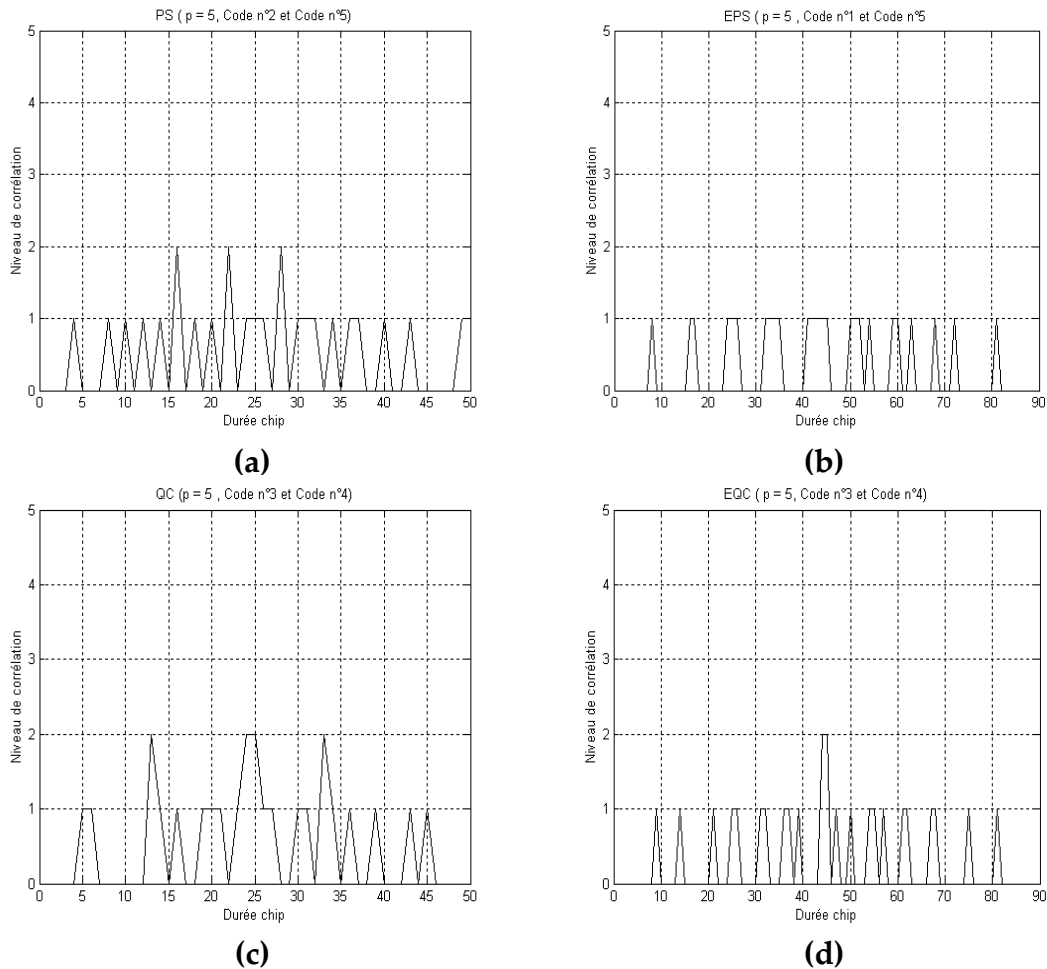 PS ( p = 5, Code n°2 et Code n°5)
Niveau de corrélation
5
4
3
2
1
0
0 5 10 15 20 25 30 35 40 45 50
Durée chip
(a)
EPS ( p = 5 , Code n°1 et Code n°5
Niveau de corrélation
5
4
3
2
1
0
0 10 20 30 40 50 60 70 80 90
Durée chip
(b)
QC (p = 5 , Code n°3 et Code n°4)
Niveau de corrélation
5
4
3
2
1
0
0 5 10 15 20 25 30 35 40 45 50
Durée chip
(c)
EQC ( p = 5, Code n°3 et Code n°4)
Niveau de corrélation
5
4
3
2
1
0
0 10 20 30 40 50 60 70 80 90
Durée chip
(d)